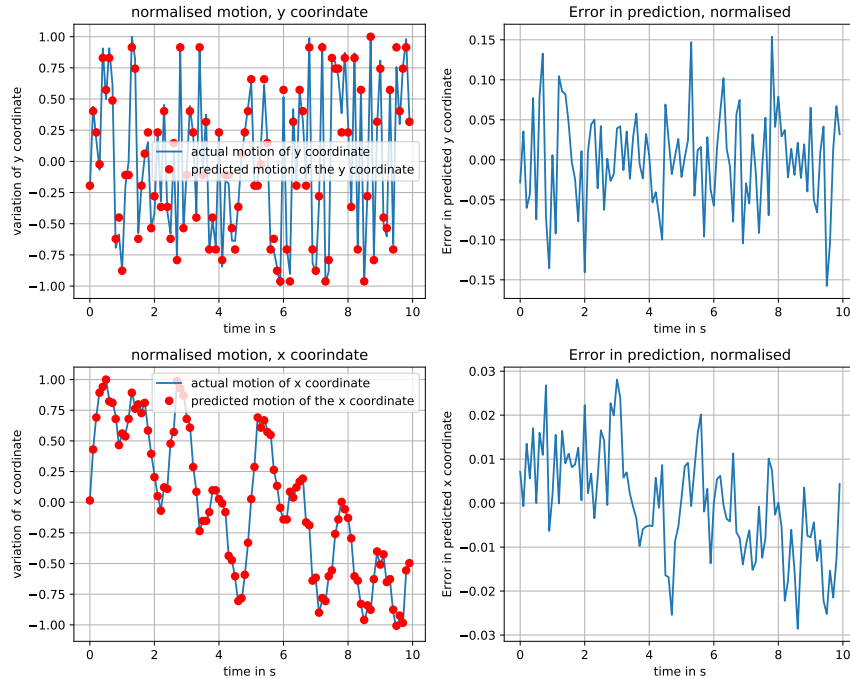 normalised motion, y coorindate
variation of y coordinate
1.00
0.75
0.50
0.25
0.00
−0.25
−0.50
−0.75
−1.00
actual motion of y coordinate
predicted motion of the y coordinate
0 2 4 6 8 10
time in s
Error in prediction, normalised
Error in predicted y coordinate
0.15
0.10
0.05
0.00
−0.05
−0.10
−0.15
0 2 4 6 8 10
time in s
normalised motion, x coorindate
variation of x coordinate
1.00
0.75
0.50
0.25
0.00
−0.25
−0.50
−0.75
−1.00
actual motion of x coordinate
predicted motion of the x coordinate
0 2 4 6 8 10
time in s
Error in prediction, normalised
Error in predicted x coordinate
0.03
0.02
0.01
0.00
−0.01
−0.02
−0.03
0 2 4 6 8 10
time in s